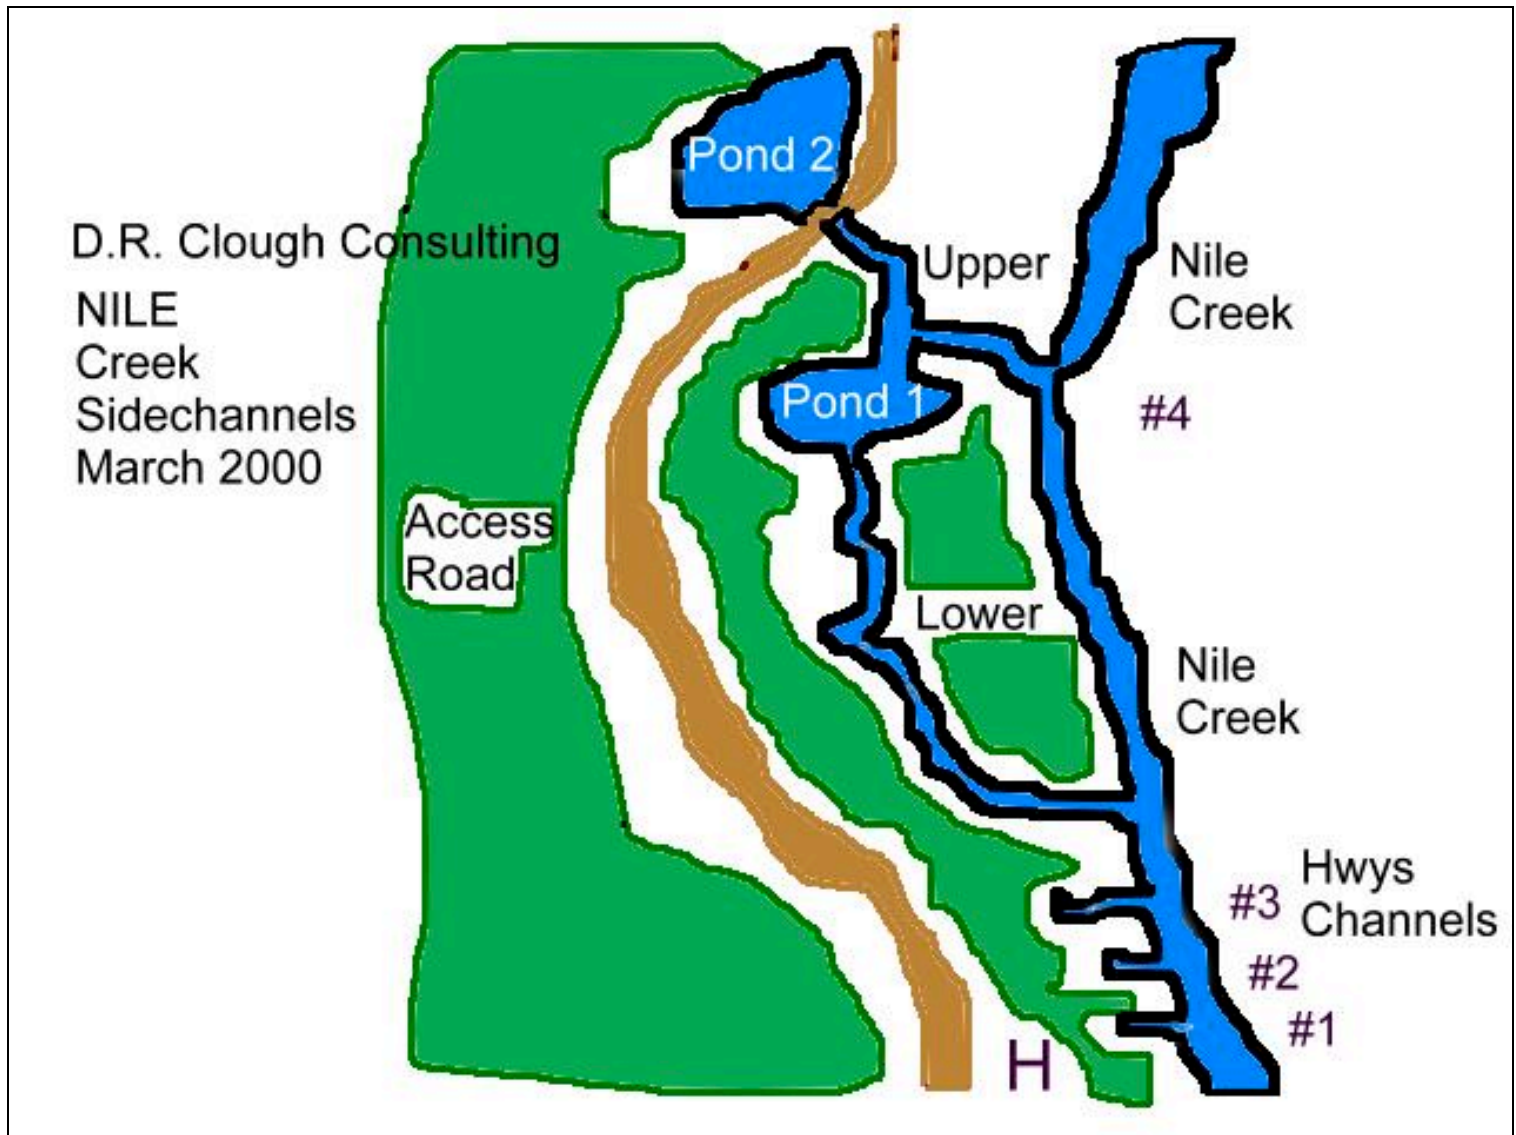 Pond 2
D.R. Clough Consulting
Upper
Nile
Creek
NILE
Creek
Sidechannels
March 2000
Pond 1
#4
Access
Road
Lower
Nile
Creek
Hwys
Channels
#3
#2
#1
H